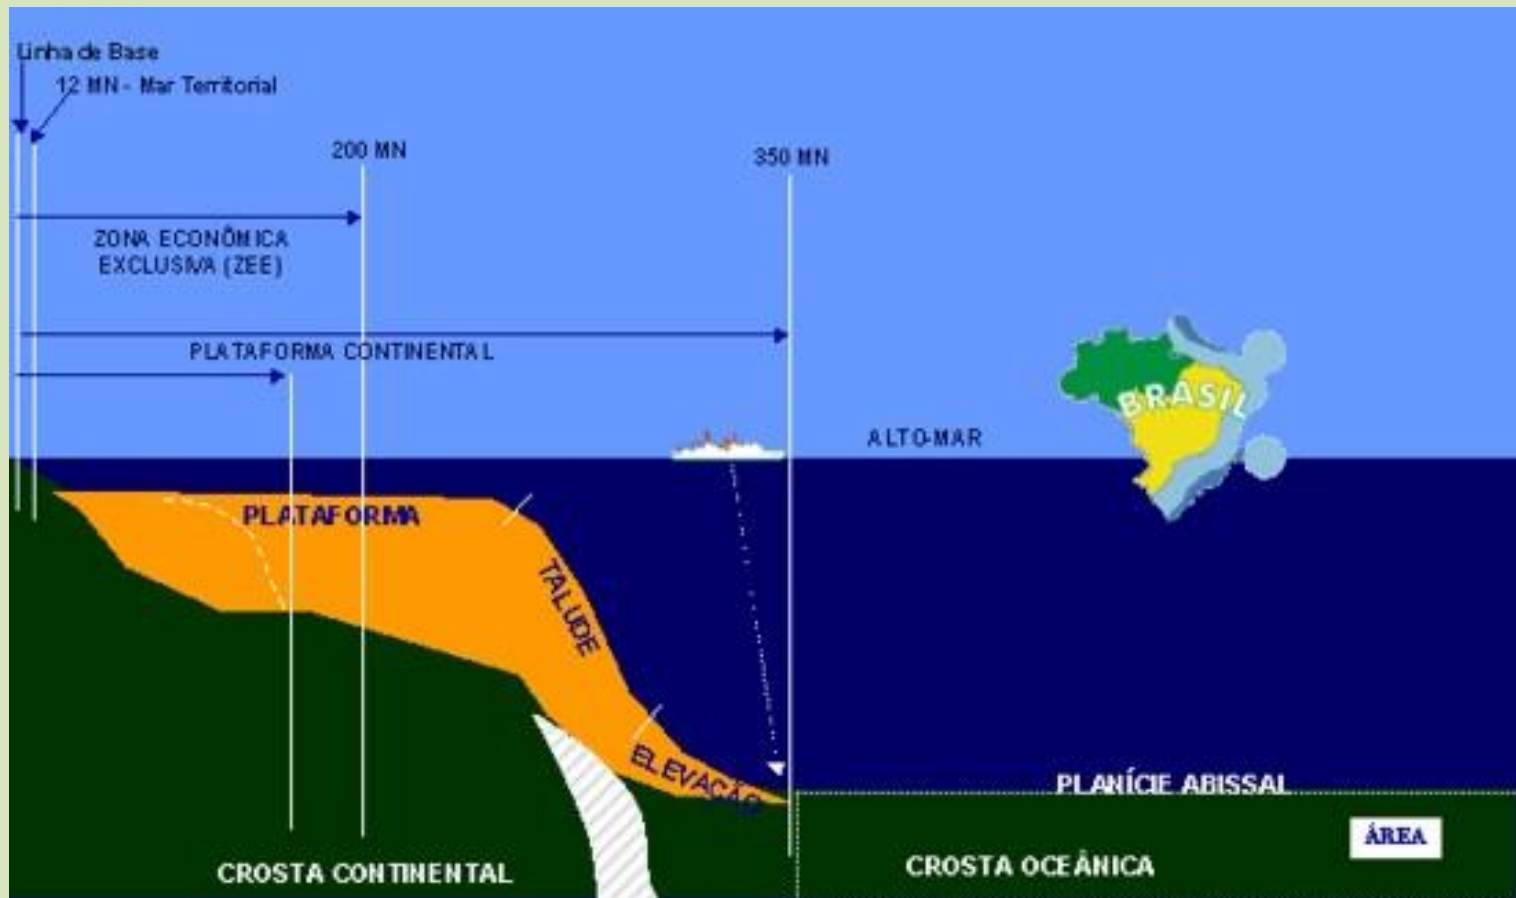 Linha de Base
12 MN - Mar Territorial
200 MN
350 MN
ZONA ECONÔMICA
EXCLUSIVA (ZEE)
PLATAFORMA CONTINENTAL
BRASIL
ALTO-MAR
PLATAFORMA
TALUDE
ELEVAÇÃO
PLANÍCIE ABISSAL
ÁREA
CROSTA CONTINENTAL
CROSTA OCEÂNICA